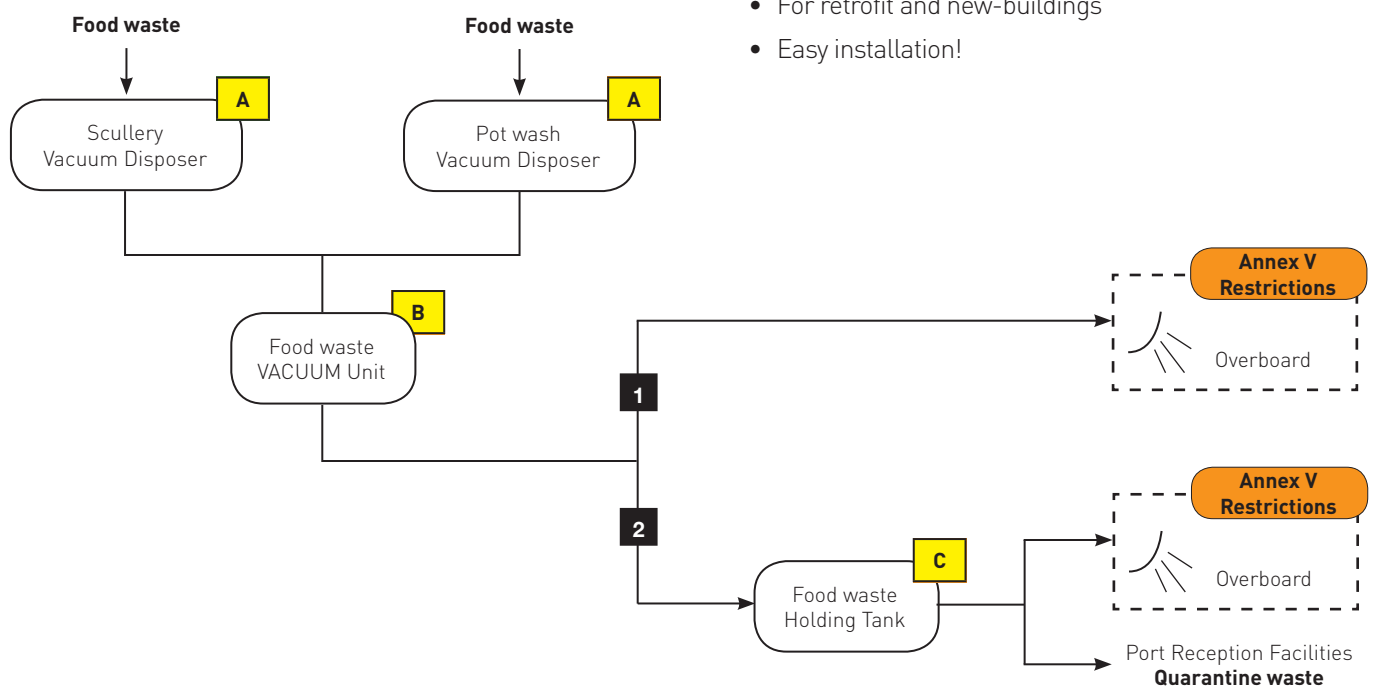 • For retrofit and new-buildings
• Easy installation!
Food waste
Food waste
A
A
Scullery
Vacuum Disposer
Pot wash
Vacuum Disposer
B
Food waste
VACUUM Unit
1
Annex V
Restrictions
Overboard
2
Annex V
Restrictions
Overboard
C
Food waste
Holding Tank
Port Reception Facilities
Quarantine waste